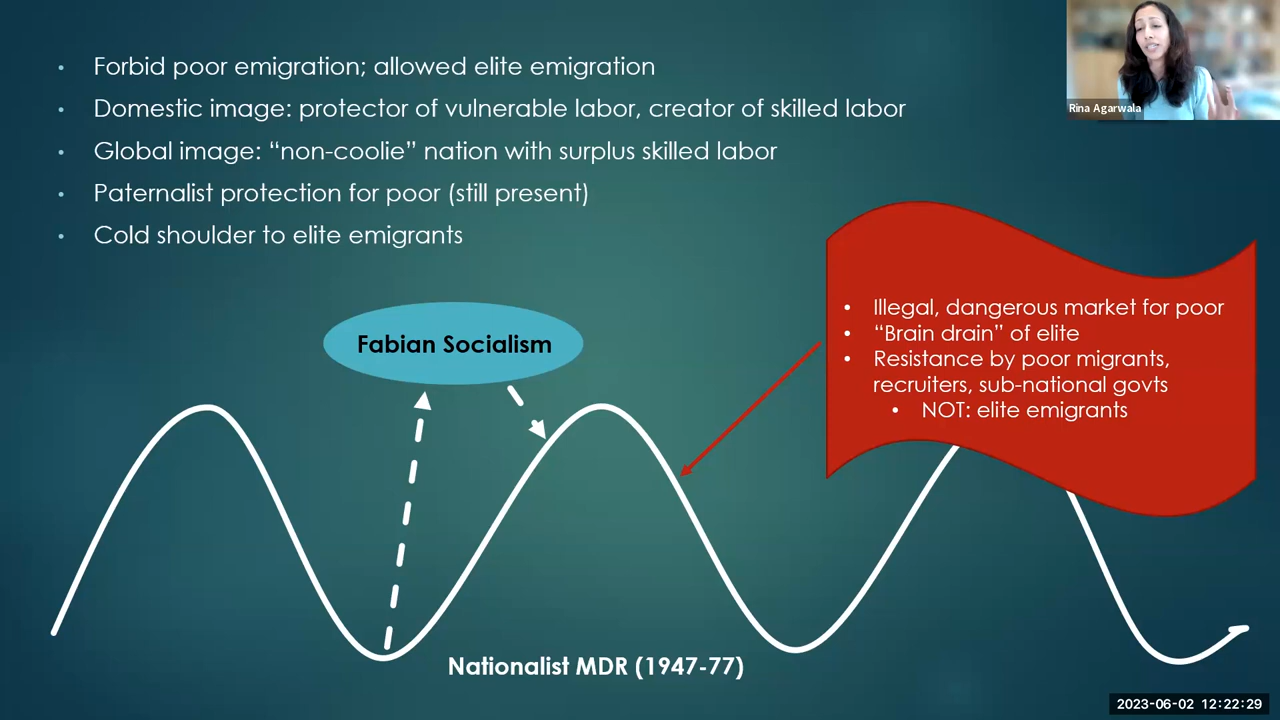 • Forbid poor emigration; allowed elite emigration
• Domestic image: protector of vulnerable labor, creator of skilled labor
• Global image: “non-coolie” nation with surplus skilled labor
• Paternalist protection for poor (still present)
• Cold shoulder to elite emigrants
Rina Agarwala
Fabian Socialism
• Illegal, dangerous market for poor
• “Brain drain” of elite
• Resistance by poor migrants,
recruiters, sub-national govts
• NOT: elite emigrants
Nationalist MDR (1947-77)
2023-06-02 12:22:29